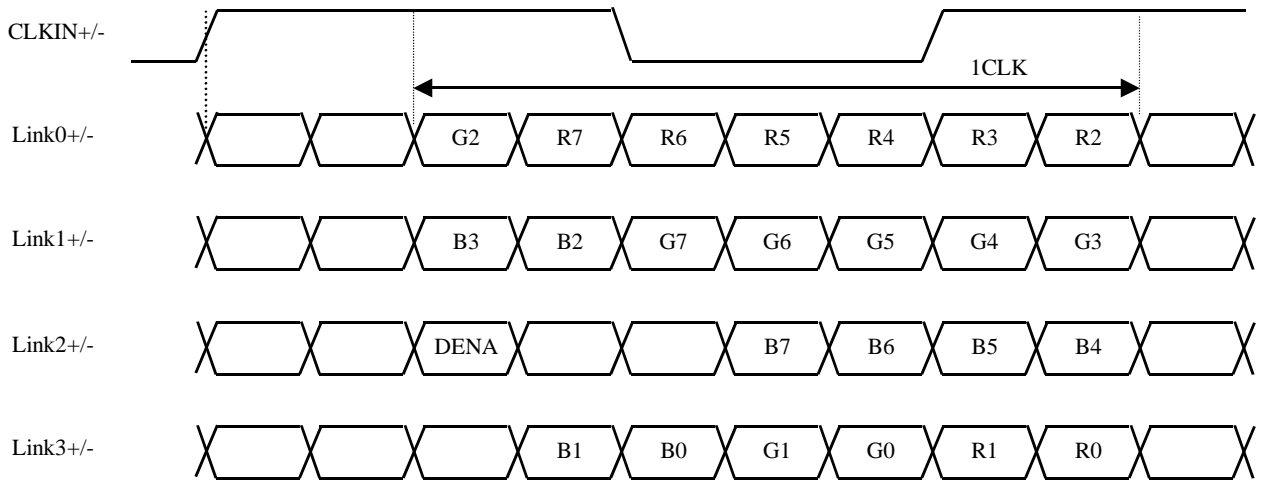 CLKIN+/-
1CLK
Link0+/- G2 R7 R6 R5 R4 R3 R2
Link1+/- B3 B2 G7 G6 G5 G4 G3
Link2+/- DENA B7 B6 B5 B4
Link3+/- B1 B0 G1 G0 R1 R0